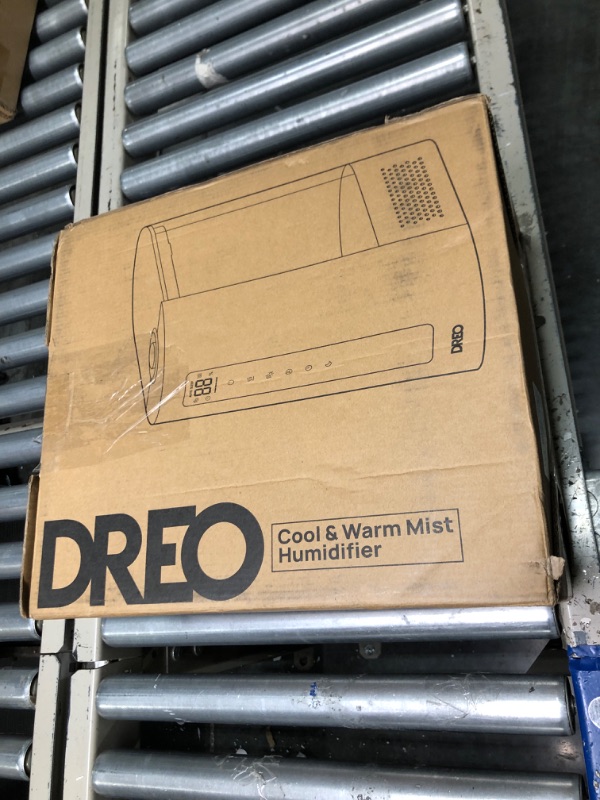 DREO
DREO
Cool & Warm Mist
Humidifier